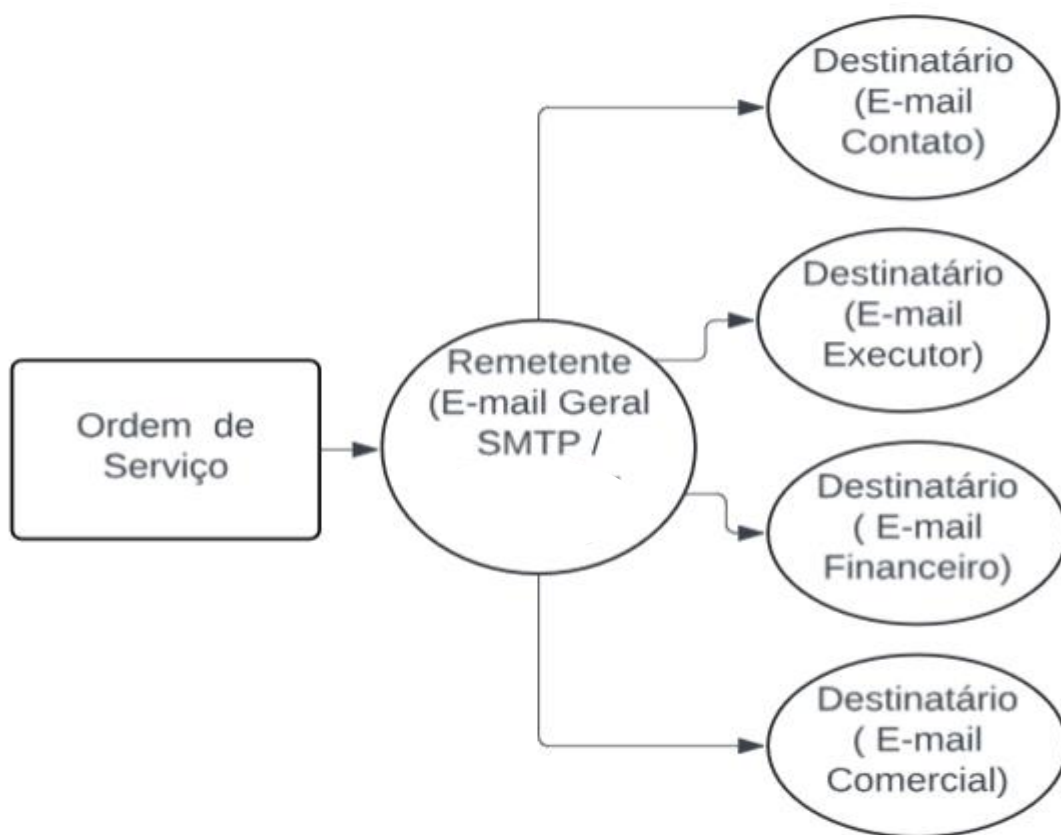 Ordem de
Serviço
Remetente
(E-mail Geral
SMTP /
Destinatário
(E-mail
Contato)
Destinatário
(E-mail
Executor)
Destinatário
( E-mail
Financeiro)
Destinatário
( E-mail
Comercial)